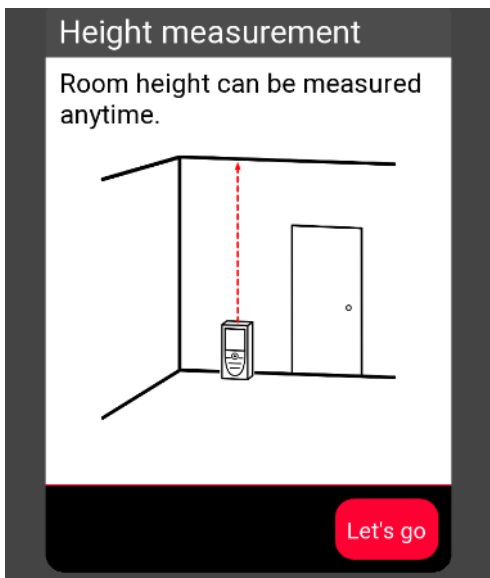 Height measurement
Room height can be measured
anytime.
Let's go